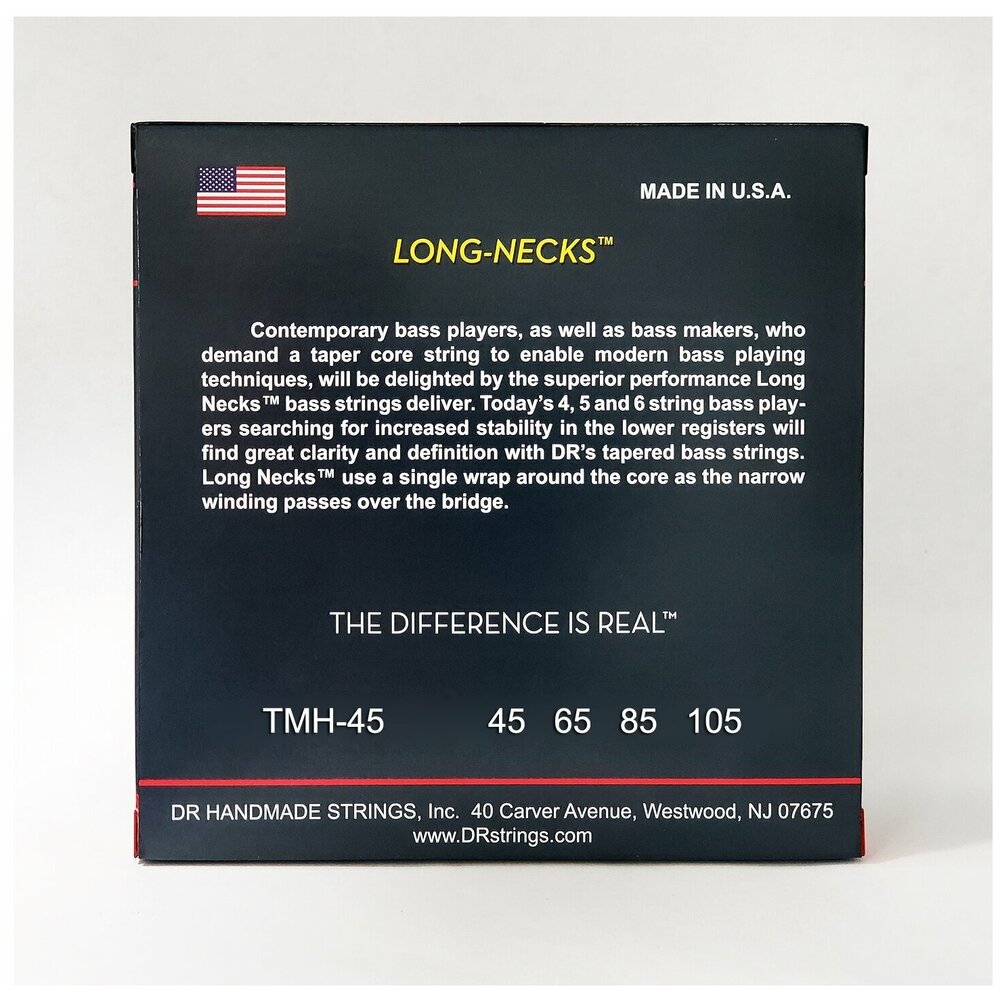 MADE IN U.S.A.
LONG-NECKS™
Contemporary bass players, as well as bass makers, who
demand a taper core string to enable modern bass playing
techniques, will be delighted by the superior performance Long
Necks™ bass strings deliver. Today's 4, 5 and 6 string bass play-
ers searching for increased stability in the lower registers will
find great clarity and definition with DR's tapered bass strings.
Long Necks™ use a single wrap around the core as the narrow
winding passes over the bridge.
THE DIFFERENCE IS REAL™
TMH-45 45 65 85 105
DR HANDMADE STRINGS, Inc. 40 Carver Avenue, Westwood, NJ 07675
www.DRstrings.com